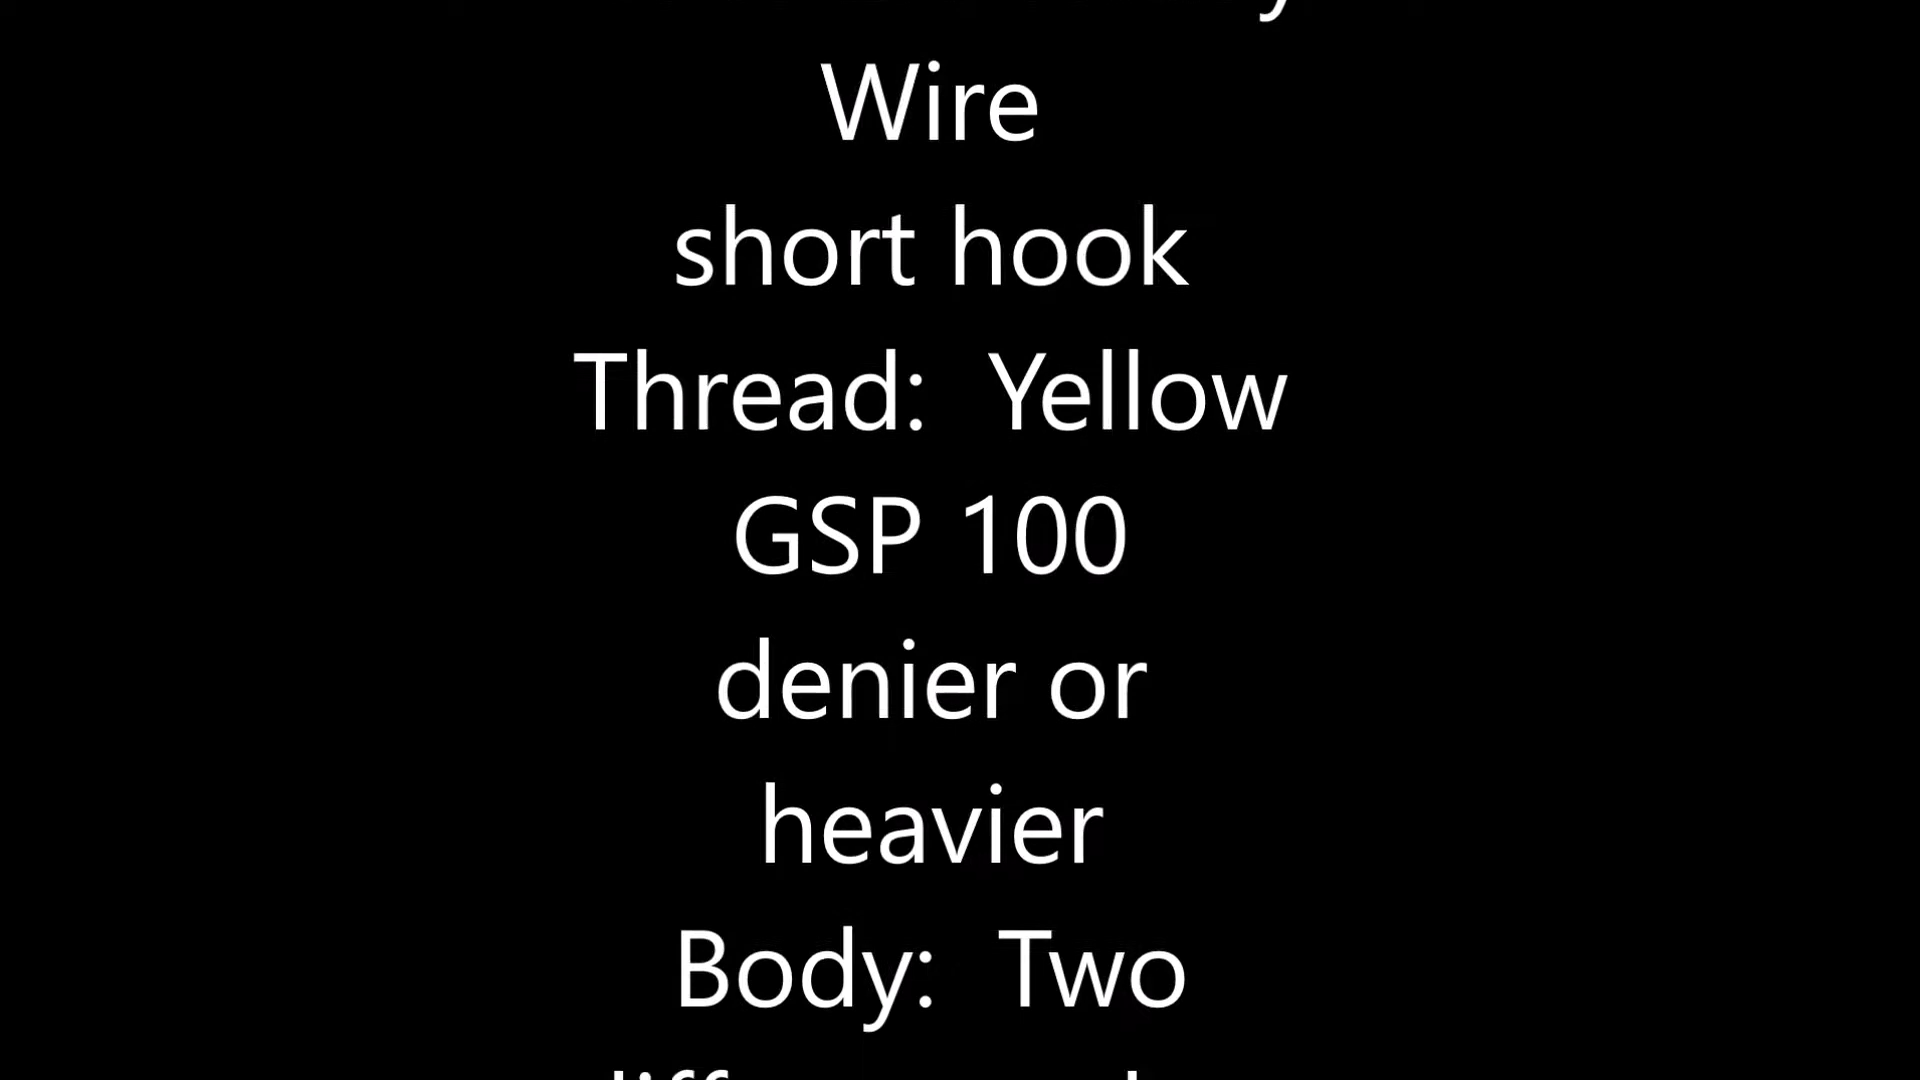 Wire
short hook
Thread:  Yellow
GSP 100
denier or
heavier
Body:  Two